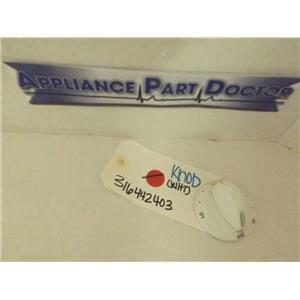 APPLIANCE PART DOCTOR
Knob
(WHT)
316442403